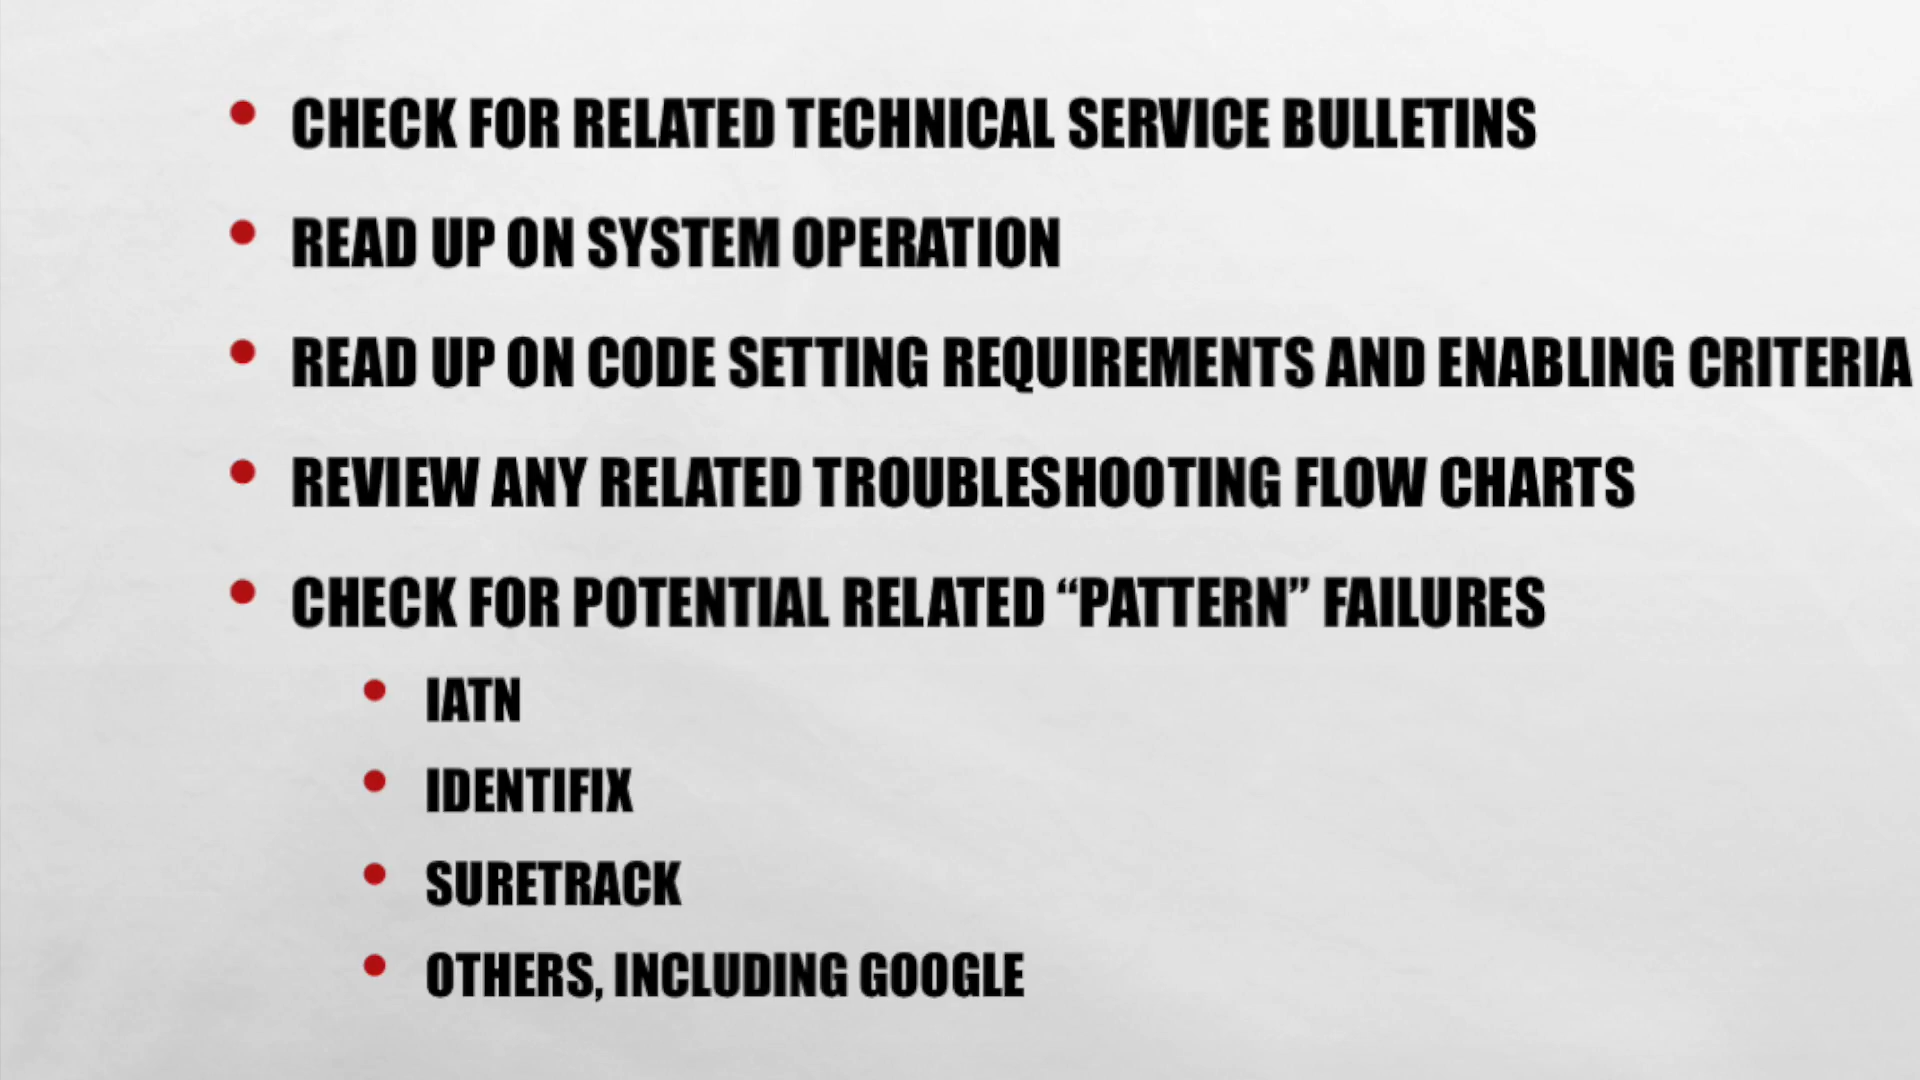 • CHECK FOR RELATED TECHNICAL SERVICE BULLETINS
• READ UP ON SYSTEM OPERATION
• READ UP ON CODE SETTING REQUIREMENTS AND ENABLING CRITERIA
• REVIEW ANY RELATED TROUBLESHOOTING FLOW CHARTS
• CHECK FOR POTENTIAL RELATED “PATTERN” FAILURES
• IATN
• IDENTIFIX
• SURETRACK
• OTHERS, INCLUDING GOOGLE